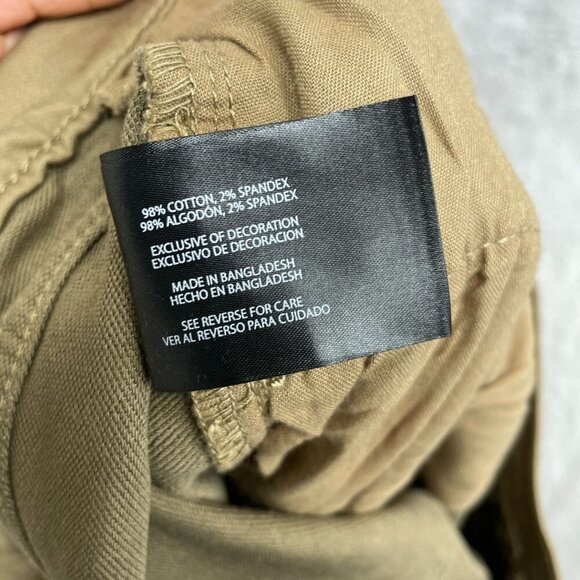 98% COTTON, 2% SPANDEX
98% ALGODÓN, 2% SPANDEX
EXCLUSIVE OF DECORATION
EXCLUSIVO DE DECORACION
MADE IN BANGLADESH
HECHO EN BANGLADESH
SEE REVERSE FOR CARE
VER AL REVERSO PARA CUIDADO